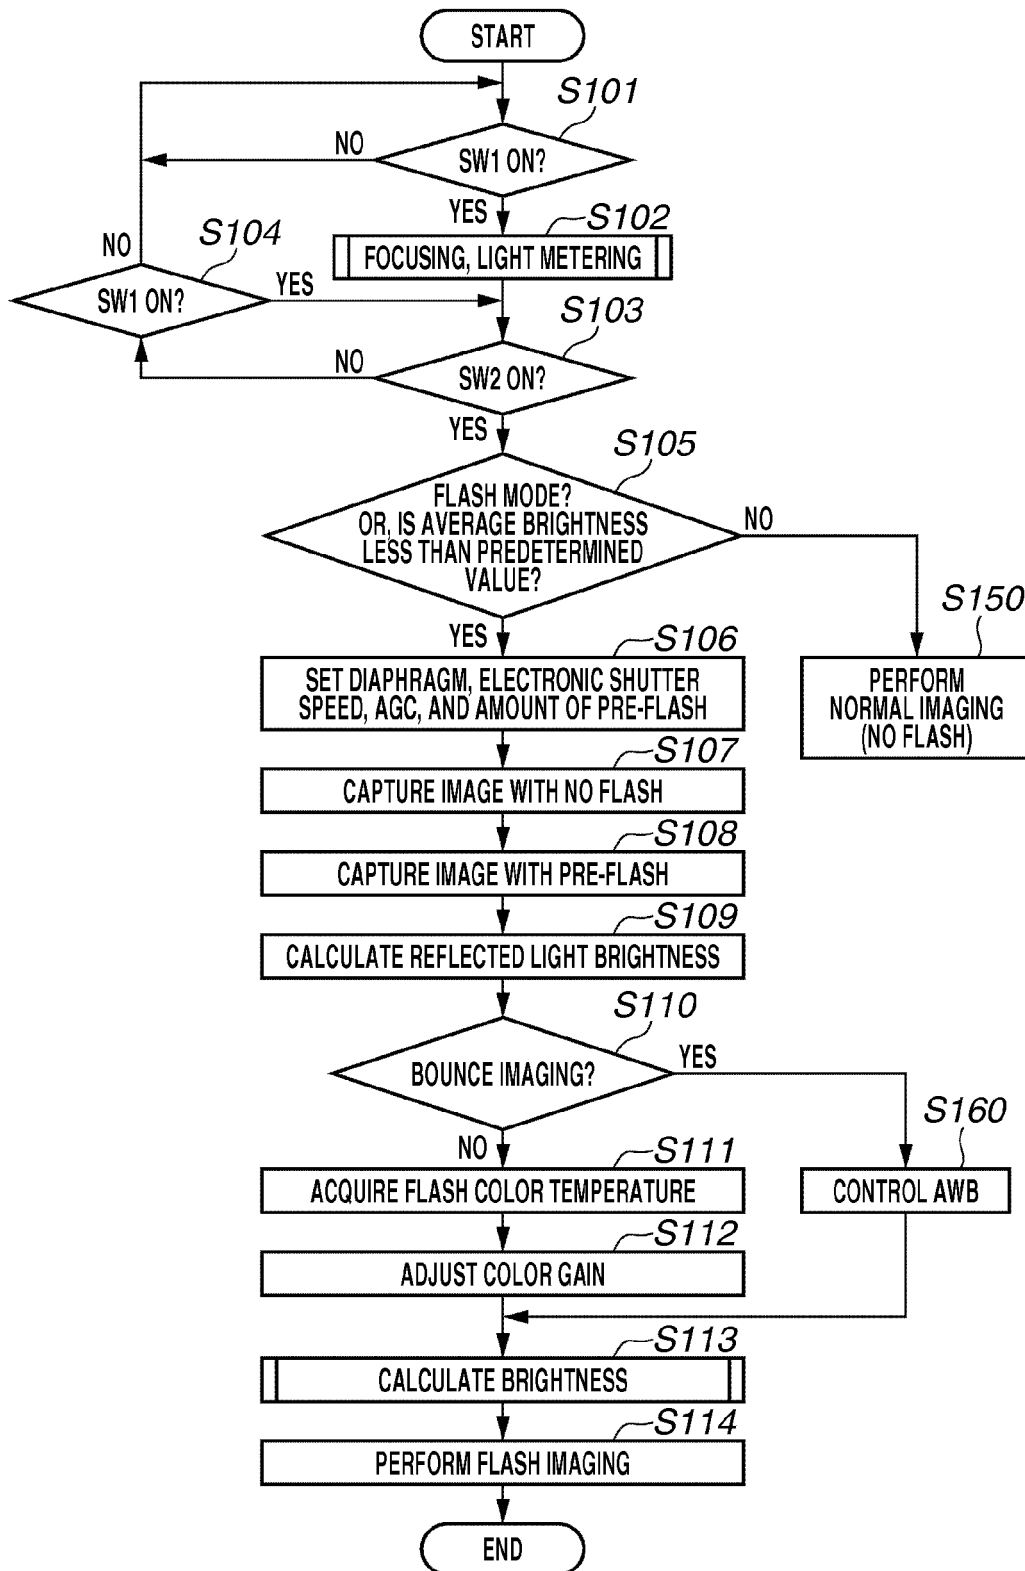 START
S101
NO
SW1 ON?
YES
S102
FOCUSING, LIGHT METERING
NO
S104
SW1 ON?
YES
S103
NO
SW2 ON?
YES
S105
FLASH MODE?
OR, IS AVERAGE BRIGHTNESS
LESS THAN PREDETERMINED
VALUE?
NO
YES
S150
PERFORM
NORMAL IMAGING
(NO FLASH)
S106
SET DIAPHRAGM, ELECTRONIC SHUTTER
SPEED, AGC, AND AMOUNT OF PRE-FLASH
S107
CAPTURE IMAGE WITH NO FLASH
S108
CAPTURE IMAGE WITH PRE-FLASH
S109
CALCULATE REFLECTED LIGHT BRIGHTNESS
S110
BOUNCE IMAGING?
YES
NO
S160
CONTROL AWB
S111
ACQUIRE FLASH COLOR TEMPERATURE
S112
ADJUST COLOR GAIN
S113
CALCULATE BRIGHTNESS
S114
PERFORM FLASH IMAGING
END